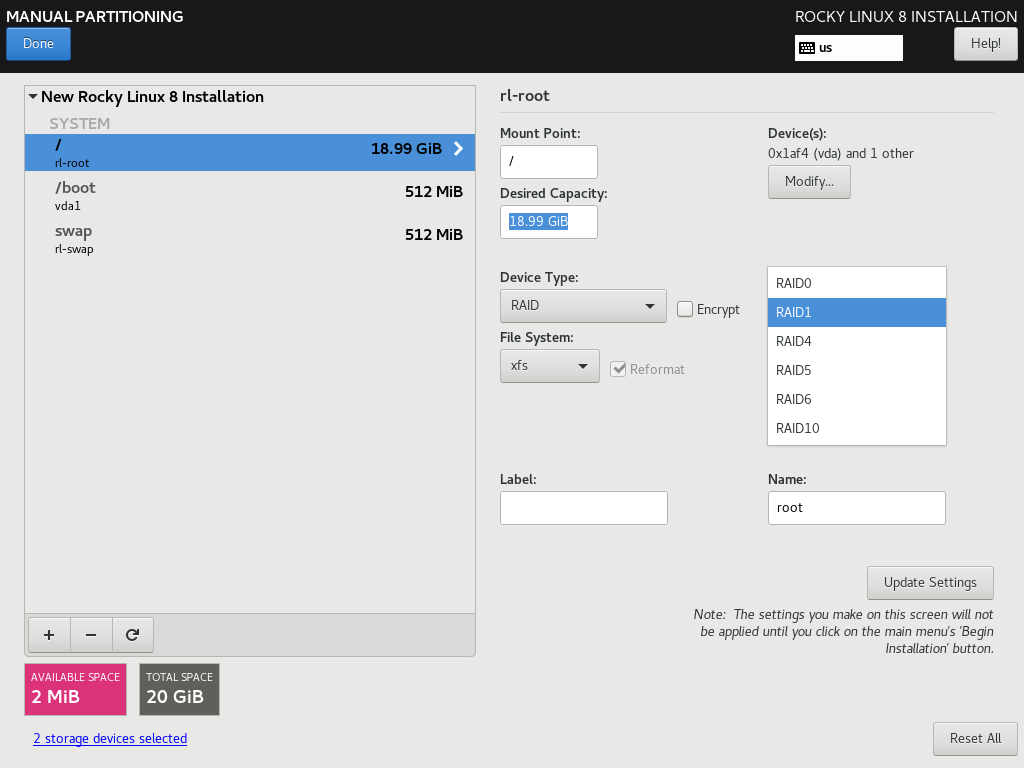 MANUAL PARTITIONING
ROCKY LINUX 8 INSTALLATION
Done
us
Help!
New Rocky Linux 8 Installation
SYSTEM
/
18.99 GiB
rl-root
/boot
512 MiB
vda1
swap
512 MiB
rl-swap
+ −
AVAILABLE SPACE
2 MiB
TOTAL SPACE
20 GiB
2 storage devices selected
rl-root
Mount Point:
/
Device(s):
0x1af4 (vda) and 1 other
Modify...
Desired Capacity:
18.99 GiB
Device Type:
RAID
Encrypt
File System:
xfs
Reformat
RAID0
RAID1
RAID4
RAID5
RAID6
RAID10
Label:
Name:
root
Update Settings
Note:  The settings you make on this screen will not
be applied until you click on the main menu's 'Begin
Installation' button.
Reset All